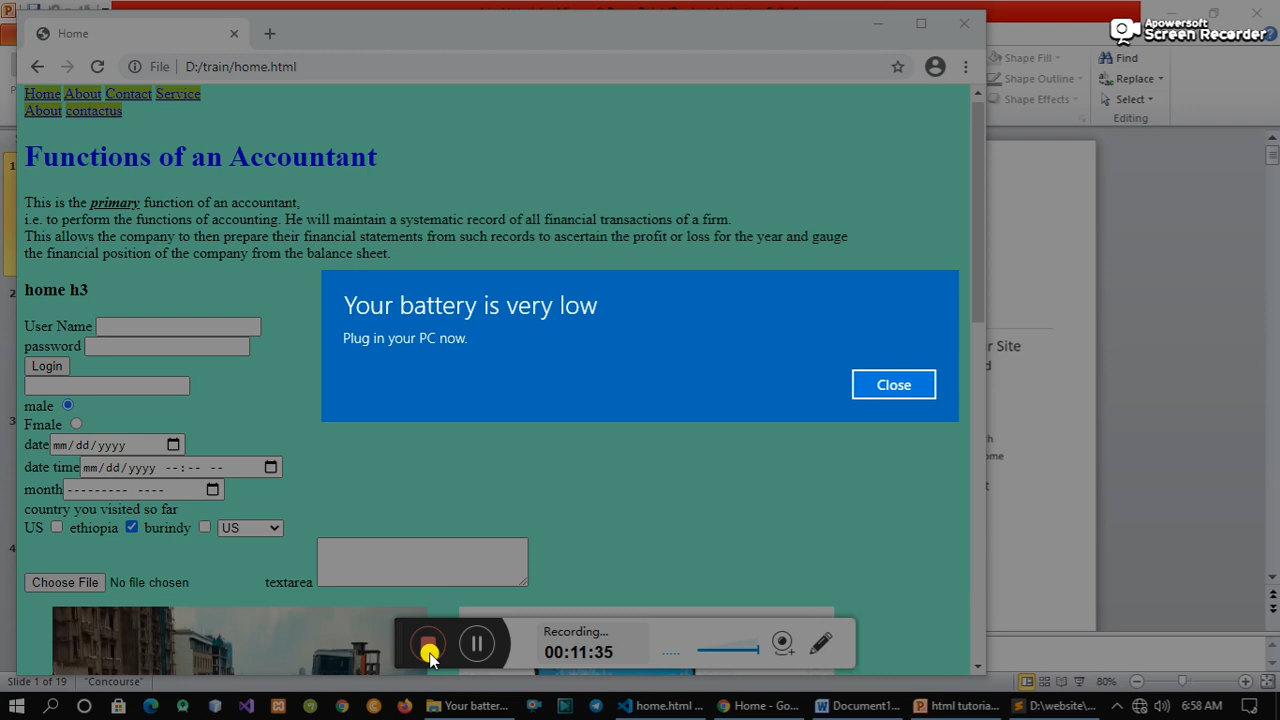 Home
File D:/train/home.html
Apowersoft
Screen Recorder
Shape Fill
Shape Outline
Shape Effects
Find
Replace
Select
Editing
Home About Contact Service
About contactus
Functions of an Accountant
This is the primary function of an accountant,
i.e. to perform the functions of accounting. He will maintain a systematic record of all financial transactions of a firm.
This allows the company to then prepare their financial statements from such records to ascertain the profit or loss for the year and gauge
the financial position of the company from the balance sheet.
home h3
User Name
password
Login
male
Fmale
date mm/dd/yyyy
date time mm/dd/yyyy --:-- --
month --------- ----
country you visited so far
US ethiopia burindy US
Choose File No file chosen textarea
Your battery is very low
Plug in your PC now.
Close
r Site
d
ch
ome
t
1
2
3
4
Recording...
00:11:35
Slide 1 of 19 "Concourse" 80%
Your batter... home.html ... Home - Go... Document1... html tutoria... D:\website\... 6:58 AM